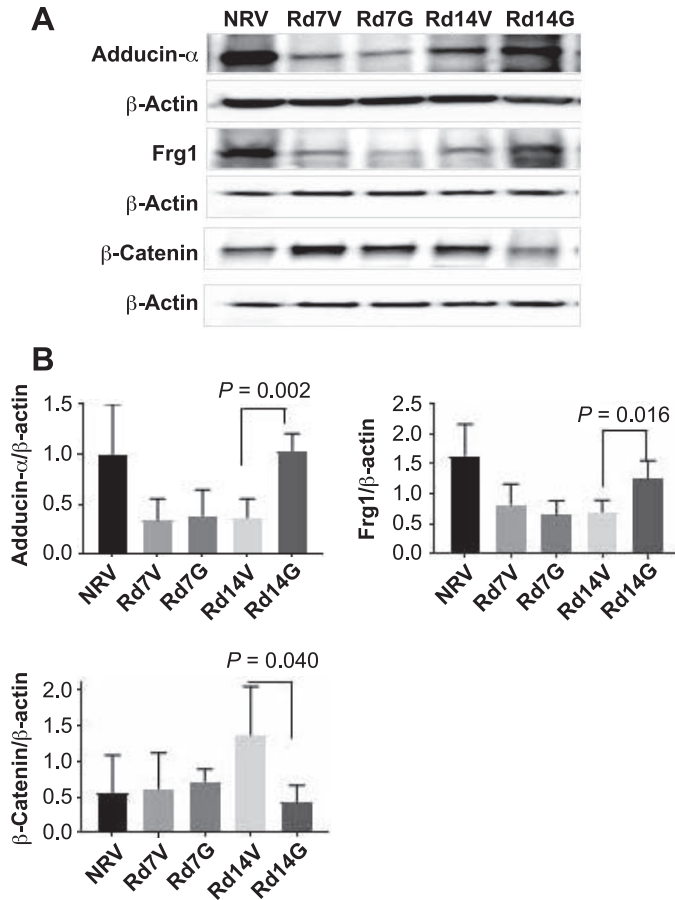 A
NRV Rd7V Rd7G Rd14V Rd14G
Adducin-α
β-Actin
Frg1
β-Actin
β-Catenin
β-Actin
B
Adducin-α/β-actin
1.5
1.0
0.5
0.0
P = 0.002
NRV Rd7V Rd7G Rd14V Rd14G
Frg1/β-actin
2.5
2.0
1.5
1.0
0.5
0.0
P = 0.016
NRV Rd7V Rd7G Rd14V Rd14G
β-Catenin/β-actin
2.0
1.5
1.0
0.5
0.0
P = 0.040
NRV Rd7V Rd7G Rd14V Rd14G